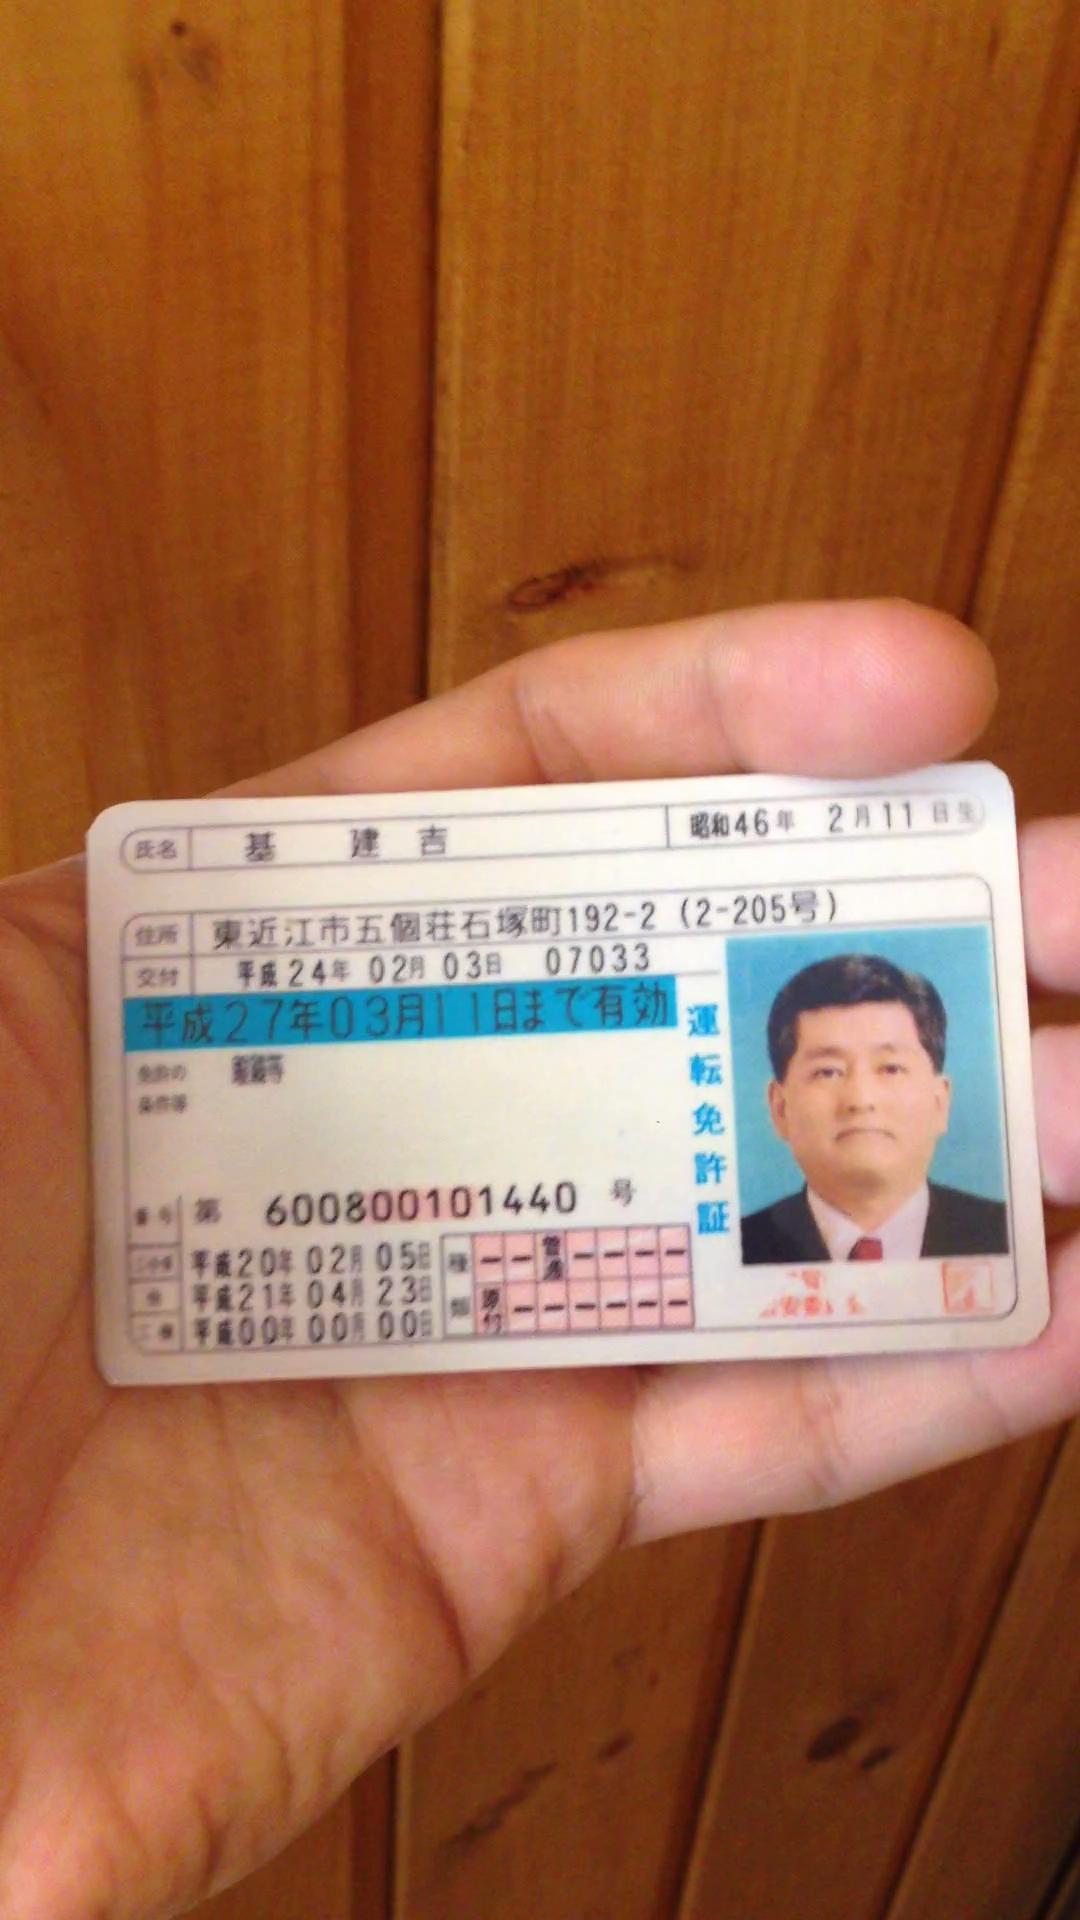 氏名 基 建吉 昭和46年 2月11日生
住所 東近江市五個荘石塚町192-2 (2-205号)
交付 平成24年 02月 03日 07033
平成27年03月11日まで有効
免許の
条件等
眼鏡等
番号 第 600800101440 号
平成20年 02月 05日
他 平成21年 04月 23日
二種 平成00年 00月 00日
種類 普通 原付
運転免許証